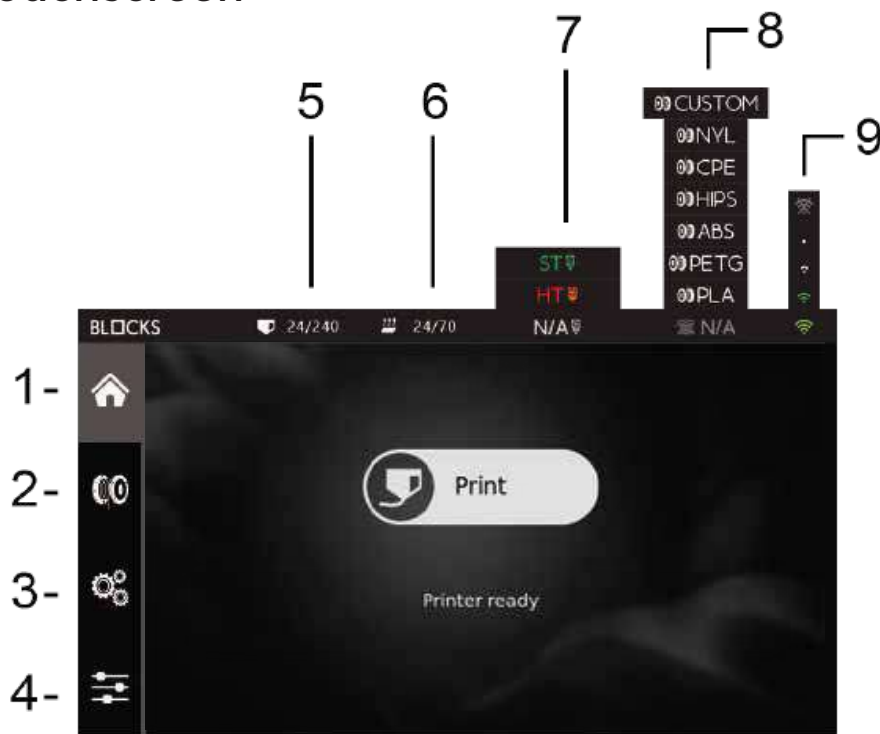 7
8
5
6
CUSTOM
NYL
9
CPE
HIPS
ABS
ST
PETG
HT
PLA
BLOCKS 24/240 24/70 N/A N/A
1-
2-
Print
3-
Printer ready
4-